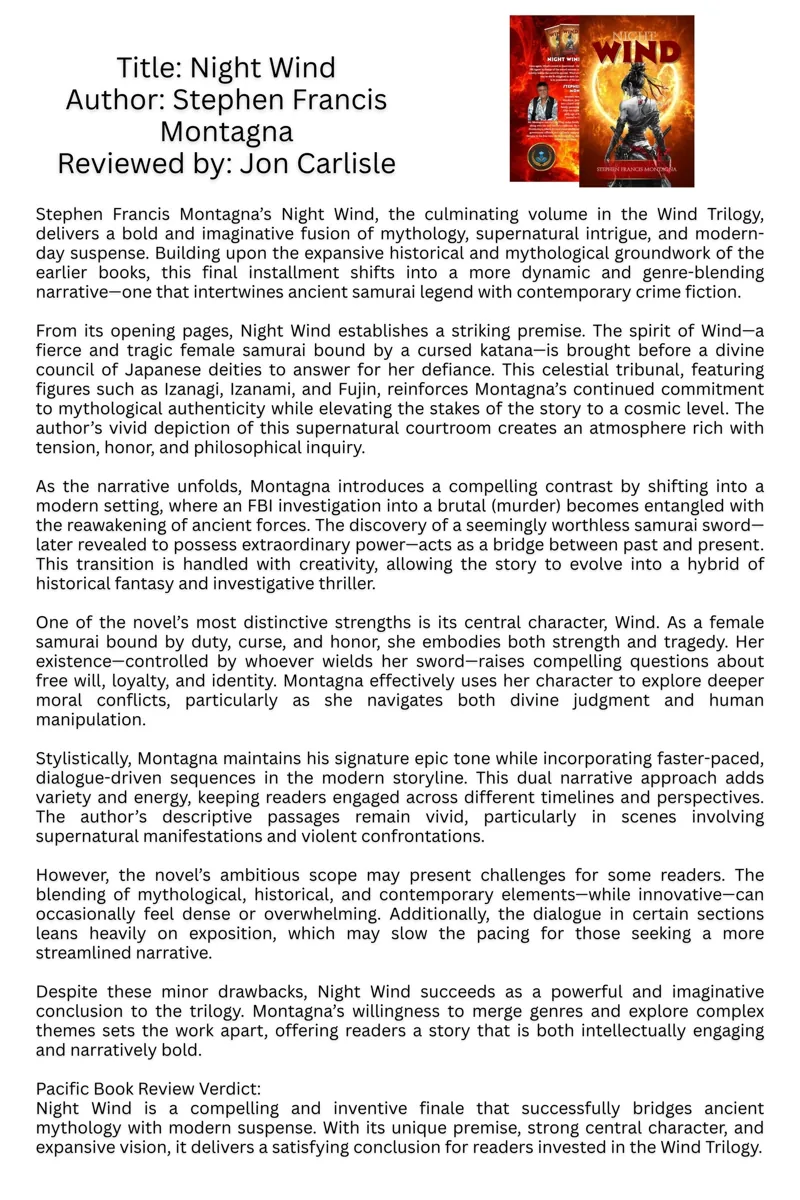 Title: Night Wind
Author: Stephen Francis
Montagna
Reviewed by: Jon Carlisle
NIGHT
WIND
STEPHEN FRANCIS MONTAGNA
NIGHT WIND
Stephen Francis Montagna’s Night Wind, the culminating volume in the Wind Trilogy,
delivers a bold and imaginative fusion of mythology, supernatural intrigue, and modern-
day suspense. Building upon the expansive historical and mythological groundwork of the
earlier books, this final installment shifts into a more dynamic and genre-blending
narrative—one that intertwines ancient samurai legend with contemporary crime fiction.
From its opening pages, Night Wind establishes a striking premise. The spirit of Wind—a
fierce and tragic female samurai bound by a cursed katana—is brought before a divine
council of Japanese deities to answer for her defiance. This celestial tribunal, featuring
figures such as Izanagi, Izanami, and Fujin, reinforces Montagna’s continued commitment
to mythological authenticity while elevating the stakes of the story to a cosmic level. The
author’s vivid depiction of this supernatural courtroom creates an atmosphere rich with
tension, honor, and philosophical inquiry.
As the narrative unfolds, Montagna introduces a compelling contrast by shifting into a
modern setting, where an FBI investigation into a brutal (murder) becomes entangled with
the reawakening of ancient forces. The discovery of a seemingly worthless samurai sword—
later revealed to possess extraordinary power—acts as a bridge between past and present.
This transition is handled with creativity, allowing the story to evolve into a hybrid of
historical fantasy and investigative thriller.
One of the novel’s most distinctive strengths is its central character, Wind. As a female
samurai bound by duty, curse, and honor, she embodies both strength and tragedy. Her
existence—controlled by whoever wields her sword—raises compelling questions about
free will, loyalty, and identity. Montagna effectively uses her character to explore deeper
moral conflicts, particularly as she navigates both divine judgment and human
manipulation.
Stylistically, Montagna maintains his signature epic tone while incorporating faster-paced,
dialogue-driven sequences in the modern storyline. This dual narrative approach adds
variety and energy, keeping readers engaged across different timelines and perspectives.
The author’s descriptive passages remain vivid, particularly in scenes involving
supernatural manifestations and violent confrontations.
However, the novel’s ambitious scope may present challenges for some readers. The
blending of mythological, historical, and contemporary elements—while innovative—can
occasionally feel dense or overwhelming. Additionally, the dialogue in certain sections
leans heavily on exposition, which may slow the pacing for those seeking a more
streamlined narrative.
Despite these minor drawbacks, Night Wind succeeds as a powerful and imaginative
conclusion to the trilogy. Montagna’s willingness to merge genres and explore complex
themes sets the work apart, offering readers a story that is both intellectually engaging
and narratively bold.
Pacific Book Review Verdict:
Night Wind is a compelling and inventive finale that successfully bridges ancient
mythology with modern suspense. With its unique premise, strong central character, and
expansive vision, it delivers a satisfying conclusion for readers invested in the Wind Trilogy.